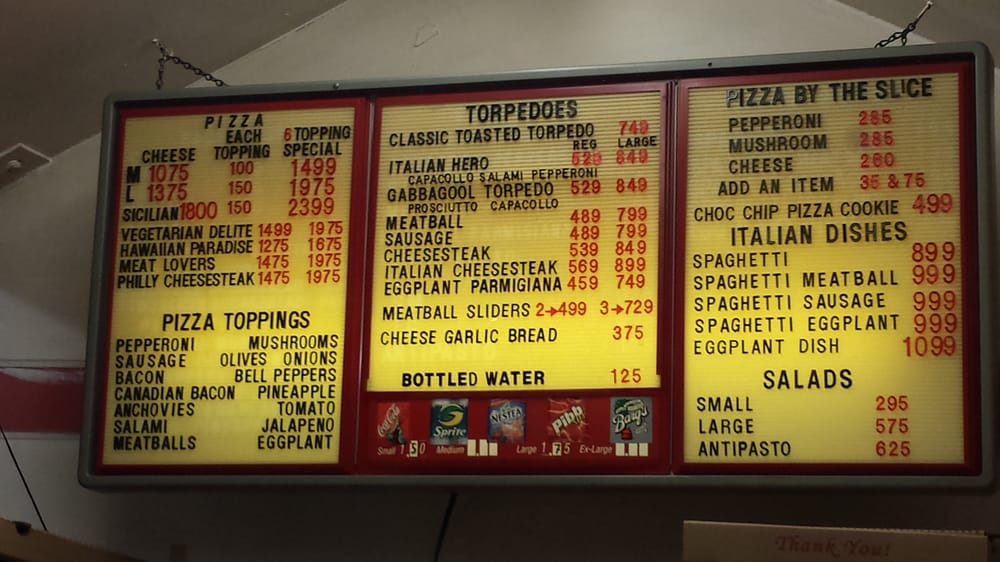 PIZZA
EACH 6 TOPPING
CHEESE TOPPING SPECIAL
M 1075 100 1499
L 1375 150 1975
SICILIAN 1800 150 2399
VEGETARIAN DELITE 1499 1975
HAWAIIAN PARADISE 1275 1675
MEAT LOVERS 1475 1975
PHILLY CHEESESTEAK 1475 1975
PIZZA TOPPINGS
PEPPERONI MUSHROOMS
SAUSAGE OLIVES ONIONS
BACON BELL PEPPERS
CANADIAN BACON PINEAPPLE
ANCHOVIES TOMATO
SALAMI JALAPENO
MEATBALLS EGGPLANT
TORPEDOES
CLASSIC TOASTED TORPEDO 749
REG LARGE
ITALIAN HERO 529 849
CAPACOLLO SALAMI PEPPERONI
GABBAGOOL TORPEDO 529 849
PROSCIUTTO CAPACOLLO
MEATBALL 489 799
SAUSAGE 489 799
CHEESESTEAK 539 849
ITALIAN CHEESESTEAK 569 899
EGGPLANT PARMIGIANA 459 749
MEATBALL SLIDERS 2→499 3→729
CHEESE GARLIC BREAD 375
BOTTLED WATER 125
Coca-Cola Sprite NESTEA Pibb Barq's
Small 1.50 Medium Large 1.75 Ex-Large
PIZZA BY THE SLICE
PEPPERONI 285
MUSHROOM 285
CHEESE 260
ADD AN ITEM 35 & 75
CHOC CHIP PIZZA COOKIE 499
ITALIAN DISHES
SPAGHETTI 899
SPAGHETTI MEATBALL 999
SPAGHETTI SAUSAGE 999
SPAGHETTI EGGPLANT 999
EGGPLANT DISH 1099
SALADS
SMALL 295
LARGE 575
ANTIPASTO 625
Thank You!